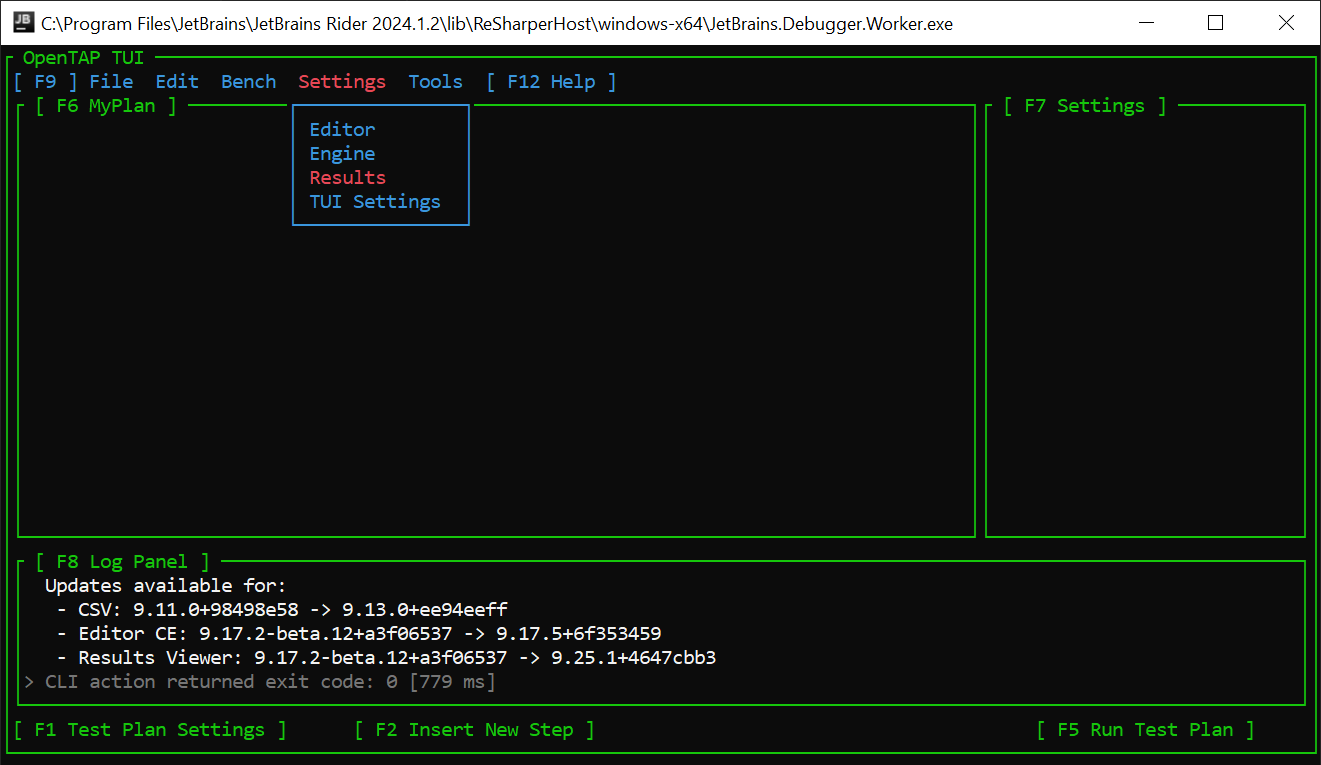 JB C:\Program Files\JetBrains\JetBrains Rider 2024.1.2\lib\ReSharperHost\windows-x64\JetBrains.Debugger.Worker.exe
OpenTAP TUI
[ F9 ] File Edit Bench Settings Tools [ F12 Help ]
[ F6 MyPlan ] [ F7 Settings ]
Editor
Engine
Results
TUI Settings
[ F8 Log Panel ]
Updates available for:
- CSV: 9.11.0+98498e58 -> 9.13.0+ee94eeff
- Editor CE: 9.17.2-beta.12+a3f06537 -> 9.17.5+6f353459
- Results Viewer: 9.17.2-beta.12+a3f06537 -> 9.25.1+4647cbb3
> CLI action returned exit code: 0 [779 ms]
[ F1 Test Plan Settings ] [ F2 Insert New Step ] [ F5 Run Test Plan ]